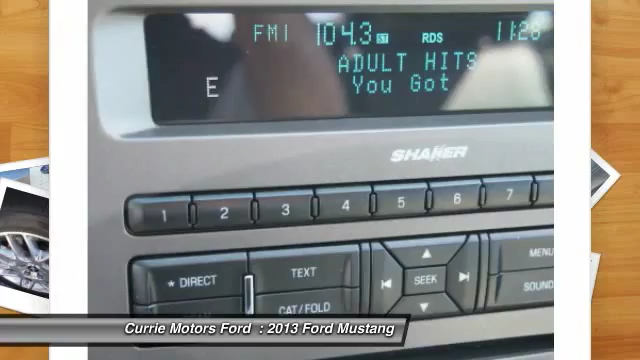 FM1 104.3 ST RDS 11:26
ADULT HITS
E You Got
SHAKER
1 2 3 4 5 6 7
* DIRECT TEXT SEEK MENU
CAT/FOLD SOUND
Currie Motors Ford : 2013 Ford Mustang